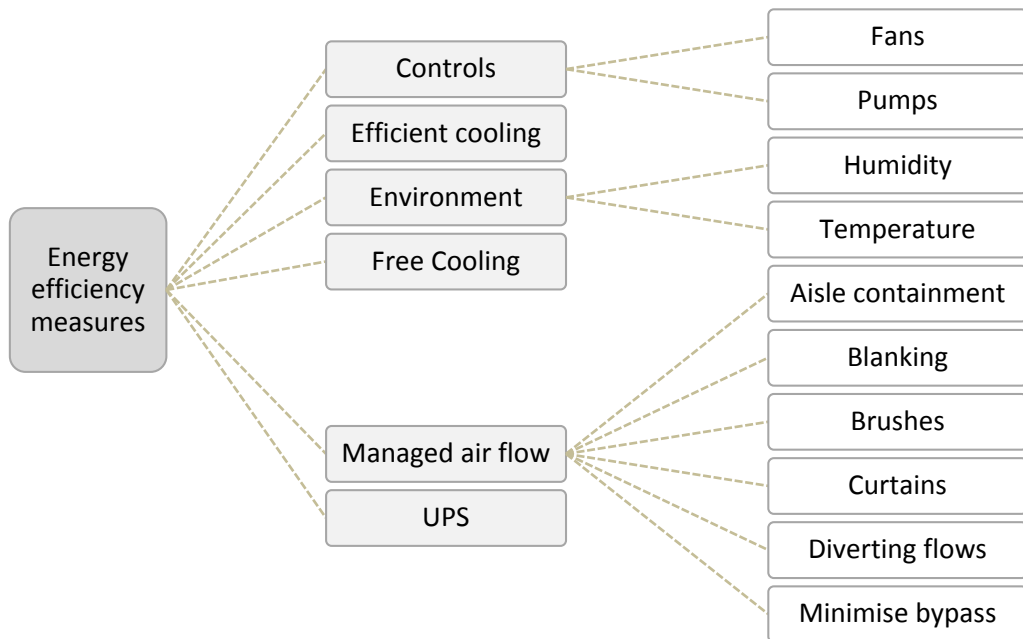 Energy
efficiency
measures
Controls
Efficient cooling
Environment
Free Cooling
Managed air flow
UPS
Fans
Pumps
Humidity
Temperature
Aisle containment
Blanking
Brushes
Curtains
Diverting flows
Minimise bypass